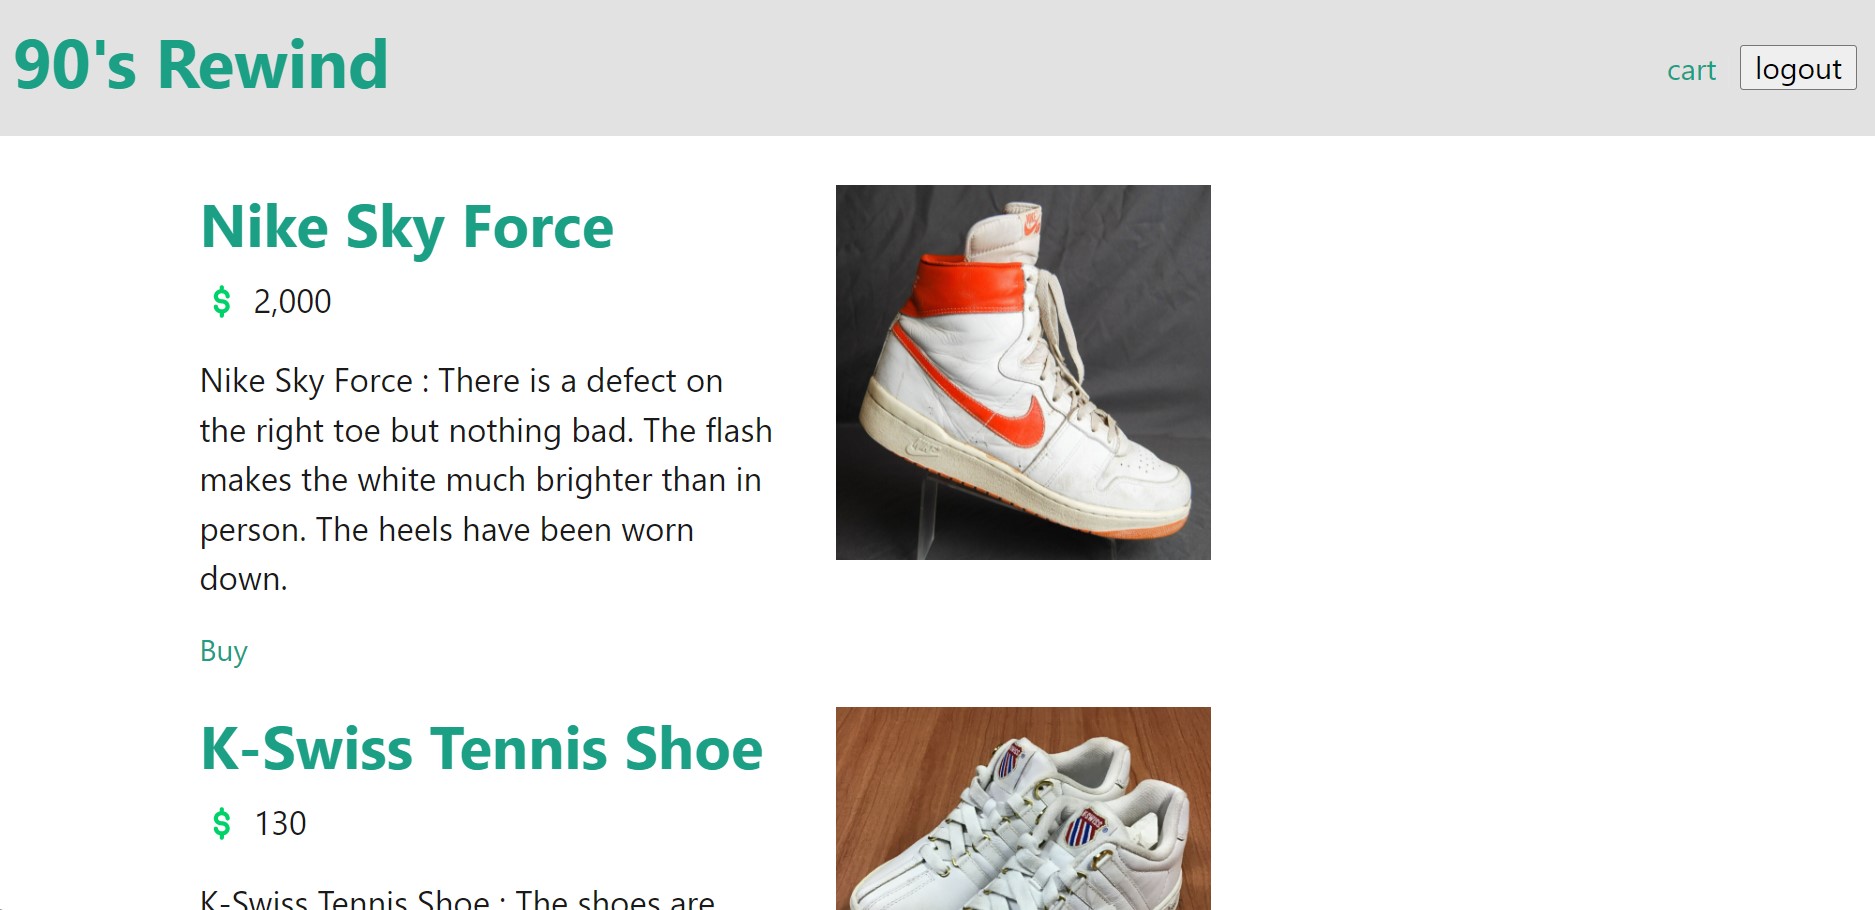 90's Rewind
cart
logout
Nike Sky Force
$ 2,000
Nike Sky Force : There is a defect on
the right toe but nothing bad. The flash
makes the white much brighter than in
person. The heels have been worn
down.
Buy
K-Swiss Tennis Shoe
$ 130
K-Swiss Tennis Shoe : The shoes are